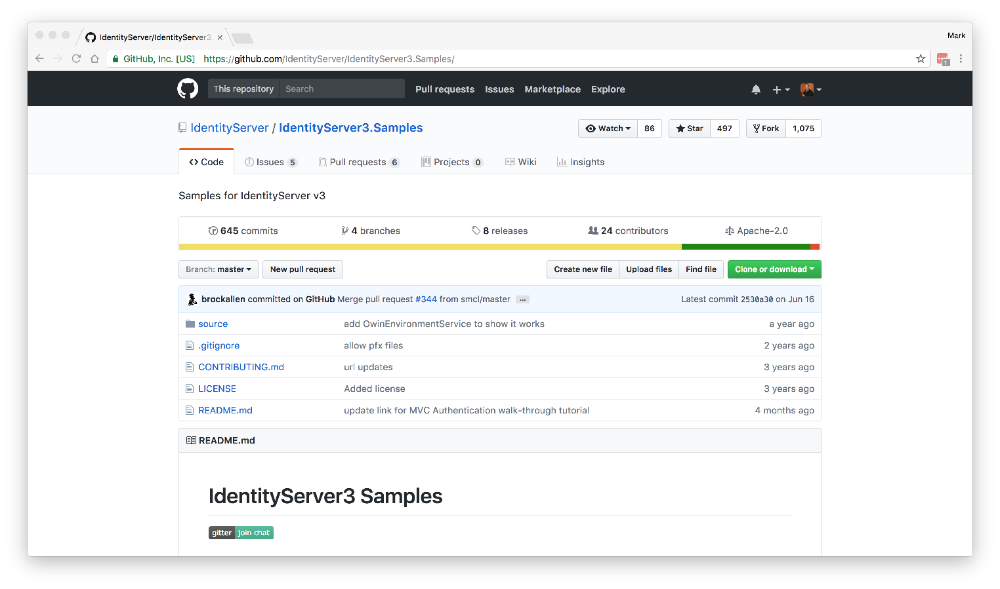 IdentityServer/IdentityServer3.
Mark
GitHub, Inc. [US] https://github.com/IdentityServer/IdentityServer3.Samples/
1
This repository Search Pull requests Issues Marketplace Explore
IdentityServer / IdentityServer3.Samples Watch 86 Star 497 Fork 1,075
Code Issues 5 Pull requests 6 Projects 0 Wiki Insights
Samples for IdentityServer v3
645 commits 4 branches 8 releases 24 contributors Apache-2.0
Branch: master New pull request Create new file Upload files Find file Clone or download
brockallen committed on GitHub Merge pull request #344 from smcl/master ... Latest commit 2530a30 on Jun 16
source add OwinEnvironmentService to show it works a year ago
.gitignore allow pfx files 2 years ago
CONTRIBUTING.md url updates 3 years ago
LICENSE Added license 3 years ago
README.md update link for MVC Authentication walk-through tutorial 4 months ago
README.md
IdentityServer3 Samples
gitter join chat